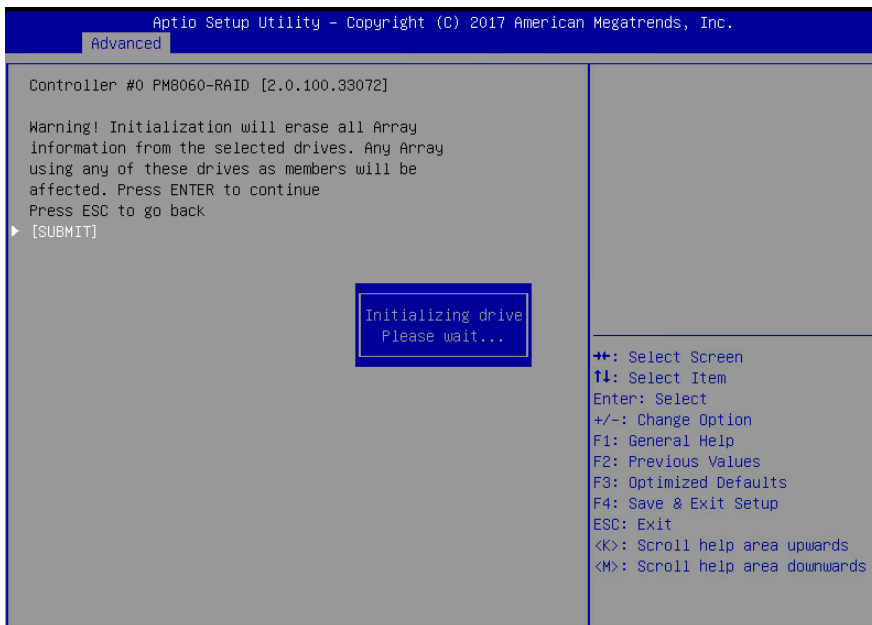 Aptio Setup Utility – Copyright (C) 2017 American Megatrends, Inc.
Advanced
Controller #0 PM8060-RAID [2.0.100.33072]
Warning! Initialization will erase all Array
information from the selected drives. Any Array
using any of these drives as members will be
affected. Press ENTER to continue
Press ESC to go back
[SUBMIT]
Initializing drive
Please wait...
→←: Select Screen
↑↓: Select Item
Enter: Select
+/-: Change Option
F1: General Help
F2: Previous Values
F3: Optimized Defaults
F4: Save & Exit Setup
ESC: Exit
<K>: Scroll help area upwards
<M>: Scroll help area downwards